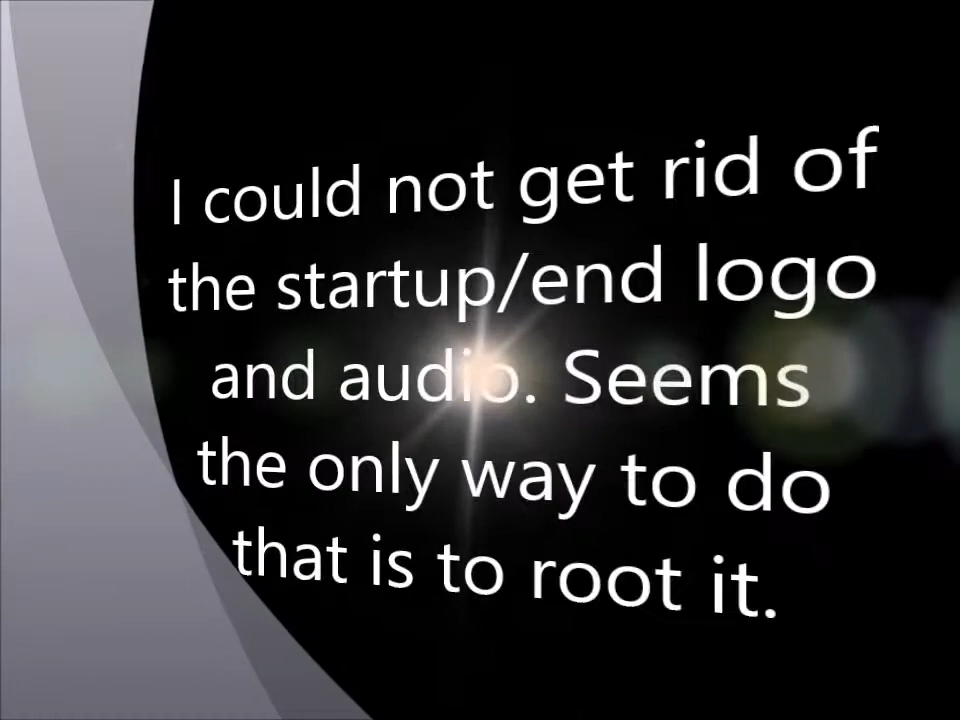 I could not get rid of
the startup/end logo
and audio. Seems
the only way to do
that is to root it.